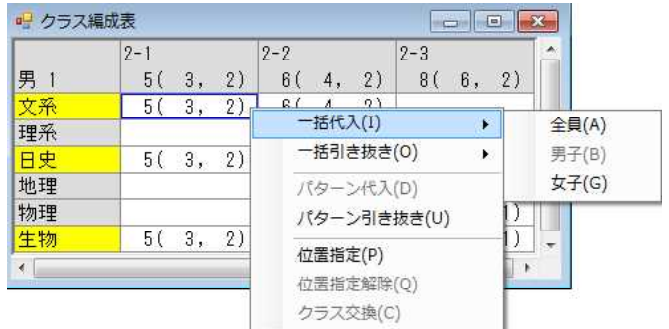 クラス編成表
2-1 2-2 2-3
男 1 5( 3, 2) 6( 4, 2) 8( 6, 2)
文系 5( 3, 2) 6( 4, 2)
理系
日史 5( 3, 2)
地理
物理 1)
生物 5( 3, 2) 1)
一括代入(I)
一括引き抜き(O)
パターン代入(D)
パターン引き抜き(U)
位置指定(P)
位置指定解除(Q)
クラス交換(C)
全員(A)
男子(B)
女子(G)